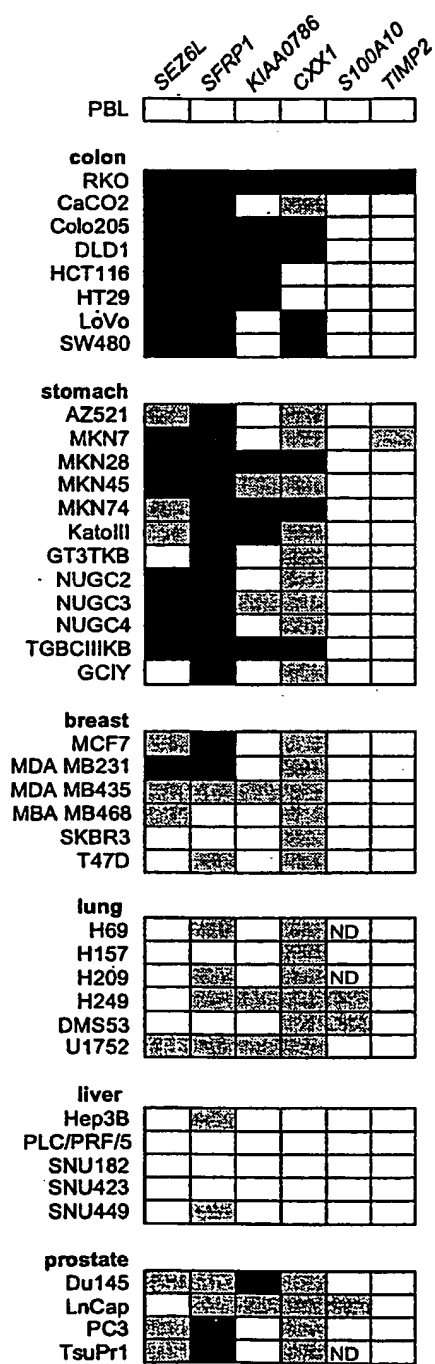 SEZ6L SFRP1 KIAA0786 CXX1 S100A10 TIMP2
PBL
colon
RKO
CaCO2
Colo205
DLD1
HCT116
HT29
LoVo
SW480
stomach
AZ521
MKN7
MKN28
MKN45
MKN74
KatoIII
GT3TKB
NUGC2
NUGC3
NUGC4
TGBCIIIKB
GCIY
breast
MCF7
MDA MB231
MDA MB435
MBA MB468
SKBR3
T47D
lung
H69 ND
H157
H209 ND
H249
DMS53
U1752
liver
Hep3B
PLC/PRF/5
SNU182
SNU423
SNU449
prostate
Du145
LnCap
PC3
TsuPr1 ND